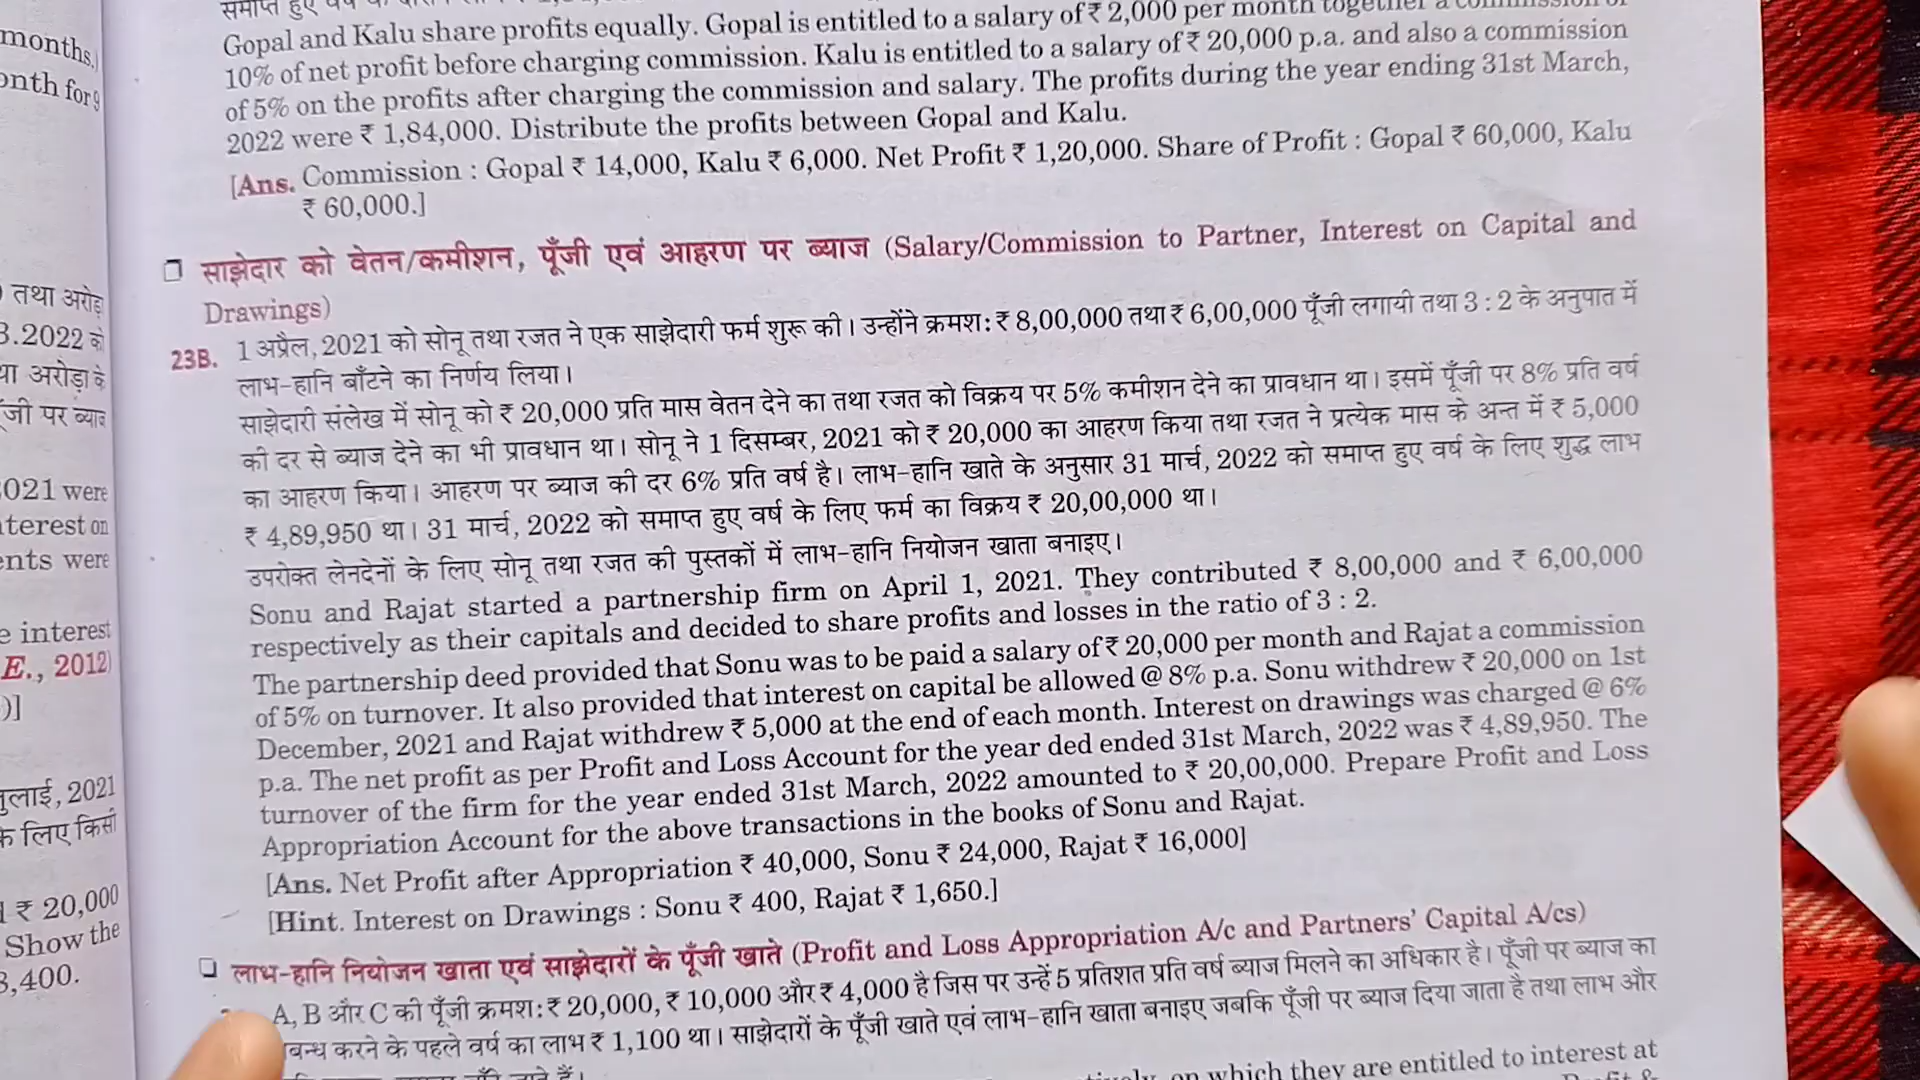 months.
onth for 9
तथा अरोड़ा
3.2022 को
था अरोड़ा के
पूँजी पर ब्याज
2021 were
terest on
ents were
e interest
E., 2012)
)]
जुलाई, 2021
के लिए किसी
₹ 20,000
Show the
3,400.
Gopal and Kalu share profits equally. Gopal is entitled to a salary of ₹ 2,000 per month together a commission of
10% of net profit before charging commission. Kalu is entitled to a salary of ₹ 20,000 p.a. and also a commission
of 5% on the profits after charging the commission and salary. The profits during the year ending 31st March,
2022 were ₹ 1,84,000. Distribute the profits between Gopal and Kalu.
[Ans. Commission : Gopal ₹ 14,000, Kalu ₹ 6,000. Net Profit ₹ 1,20,000. Share of Profit : Gopal ₹ 60,000, Kalu
₹ 60,000.]
साझेदार को वेतन/कमीशन, पूँजी एवं आहरण पर ब्याज (Salary/Commission to Partner, Interest on Capital and
Drawings)
23B. 1 अप्रैल, 2021 को सोनू तथा रजत ने एक साझेदारी फर्म शुरू की। उन्होंने क्रमश: ₹ 8,00,000 तथा ₹ 6,00,000 पूँजी लगायी तथा 3 : 2 के अनुपात में
लाभ-हानि बाँटने का निर्णय लिया।
साझेदारी संलेख में सोनू को ₹ 20,000 प्रति मास वेतन देने का तथा रजत को विक्रय पर 5% कमीशन देने का प्रावधान था। इसमें पूँजी पर 8% प्रति वर्ष
की दर से ब्याज देने का भी प्रावधान था। सोनू ने 1 दिसम्बर, 2021 को ₹ 20,000 का आहरण किया तथा रजत ने प्रत्येक मास के अन्त में ₹ 5,000
का आहरण किया। आहरण पर ब्याज की दर 6% प्रति वर्ष है। लाभ-हानि खाते के अनुसार 31 मार्च, 2022 को समाप्त हुए वर्ष के लिए शुद्ध लाभ
₹ 4,89,950 था। 31 मार्च, 2022 को समाप्त हुए वर्ष के लिए फर्म का विक्रय ₹ 20,00,000 था।
उपरोक्त लेनदेनों के लिए सोनू तथा रजत की पुस्तकों में लाभ-हानि नियोजन खाता बनाइए।
Sonu and Rajat started a partnership firm on April 1, 2021. They contributed ₹ 8,00,000 and ₹ 6,00,000
respectively as their capitals and decided to share profits and losses in the ratio of 3 : 2.
The partnership deed provided that Sonu was to be paid a salary of ₹ 20,000 per month and Rajat a commission
of 5% on turnover. It also provided that interest on capital be allowed @ 8% p.a. Sonu withdrew ₹ 20,000 on 1st
December, 2021 and Rajat withdrew ₹ 5,000 at the end of each month. Interest on drawings was charged @ 6%
p.a. The net profit as per Profit and Loss Account for the year ded ended 31st March, 2022 was ₹ 4,89,950. The
turnover of the firm for the year ended 31st March, 2022 amounted to ₹ 20,00,000. Prepare Profit and Loss
Appropriation Account for the above transactions in the books of Sonu and Rajat.
[Ans. Net Profit after Appropriation ₹ 40,000, Sonu ₹ 24,000, Rajat ₹ 16,000]
[Hint. Interest on Drawings : Sonu ₹ 400, Rajat ₹ 1,650.]
लाभ-हानि नियोजन खाता एवं साझेदारों के पूँजी खाते (Profit and Loss Appropriation A/c and Partners' Capital A/cs)
A, B और C की पूँजी क्रमश: ₹ 20,000, ₹ 10,000 और ₹ 4,000 है जिस पर उन्हें 5 प्रतिशत प्रति वर्ष ब्याज मिलने का अधिकार है। पूँजी पर ब्याज का
बन्ध करने के पहले वर्ष का लाभ ₹ 1,100 था। साझेदारों के पूँजी खाते एवं लाभ-हानि खाता बनाइए जबकि पूँजी पर ब्याज दिया जाता है तथा लाभ और
on which they are entitled to interest at